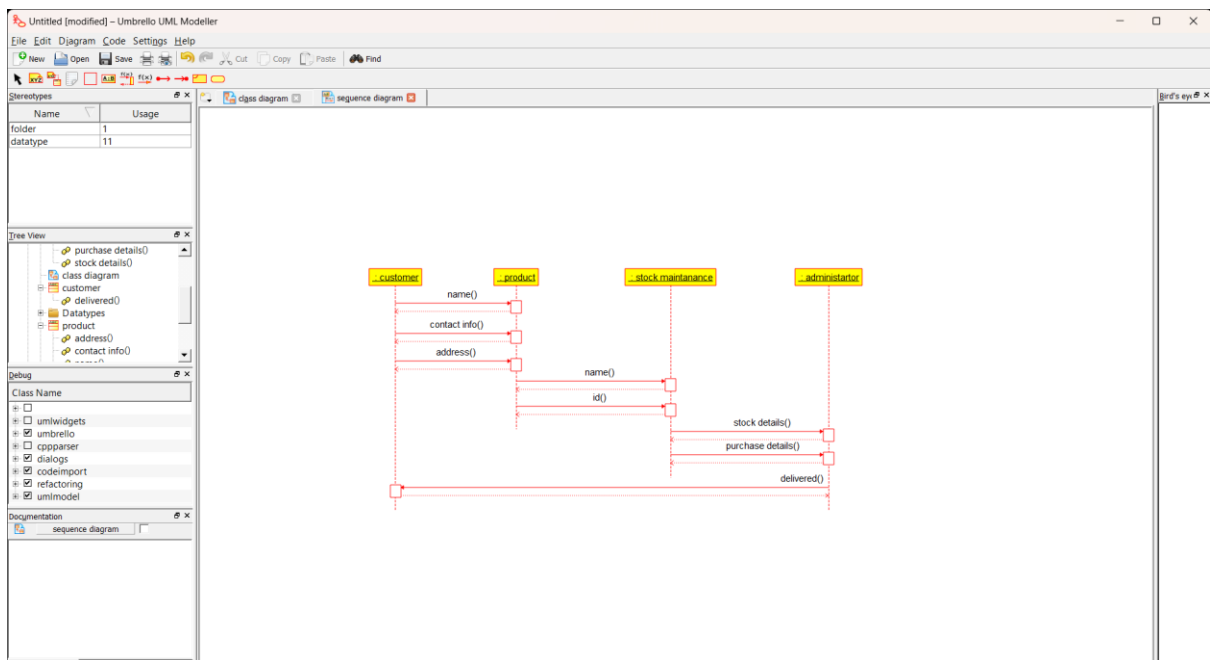 Untitled [modified] – Umbrello UML Modeller
File Edit Diagram Code Settings Help
New Open Save Cut Copy Paste Find
XYZ A:B f(z) f(x)
Stereotypes
class diagram
sequence diagram
Bird's eye
Name Usage
folder 1
datatype 11
Tree View
purchase details()
stock details()
class diagram
customer
delivered()
Datatypes
product
address()
contact info()
name()
Debug
Class Name
umlwidgets
umbrello
cppparser
dialogs
codeimport
refactoring
umlmodel
Documentation
sequence diagram
: customer
: product
: stock maintanance
: administartor
name()
contact info()
address()
name()
id()
stock details()
purchase details()
delivered()